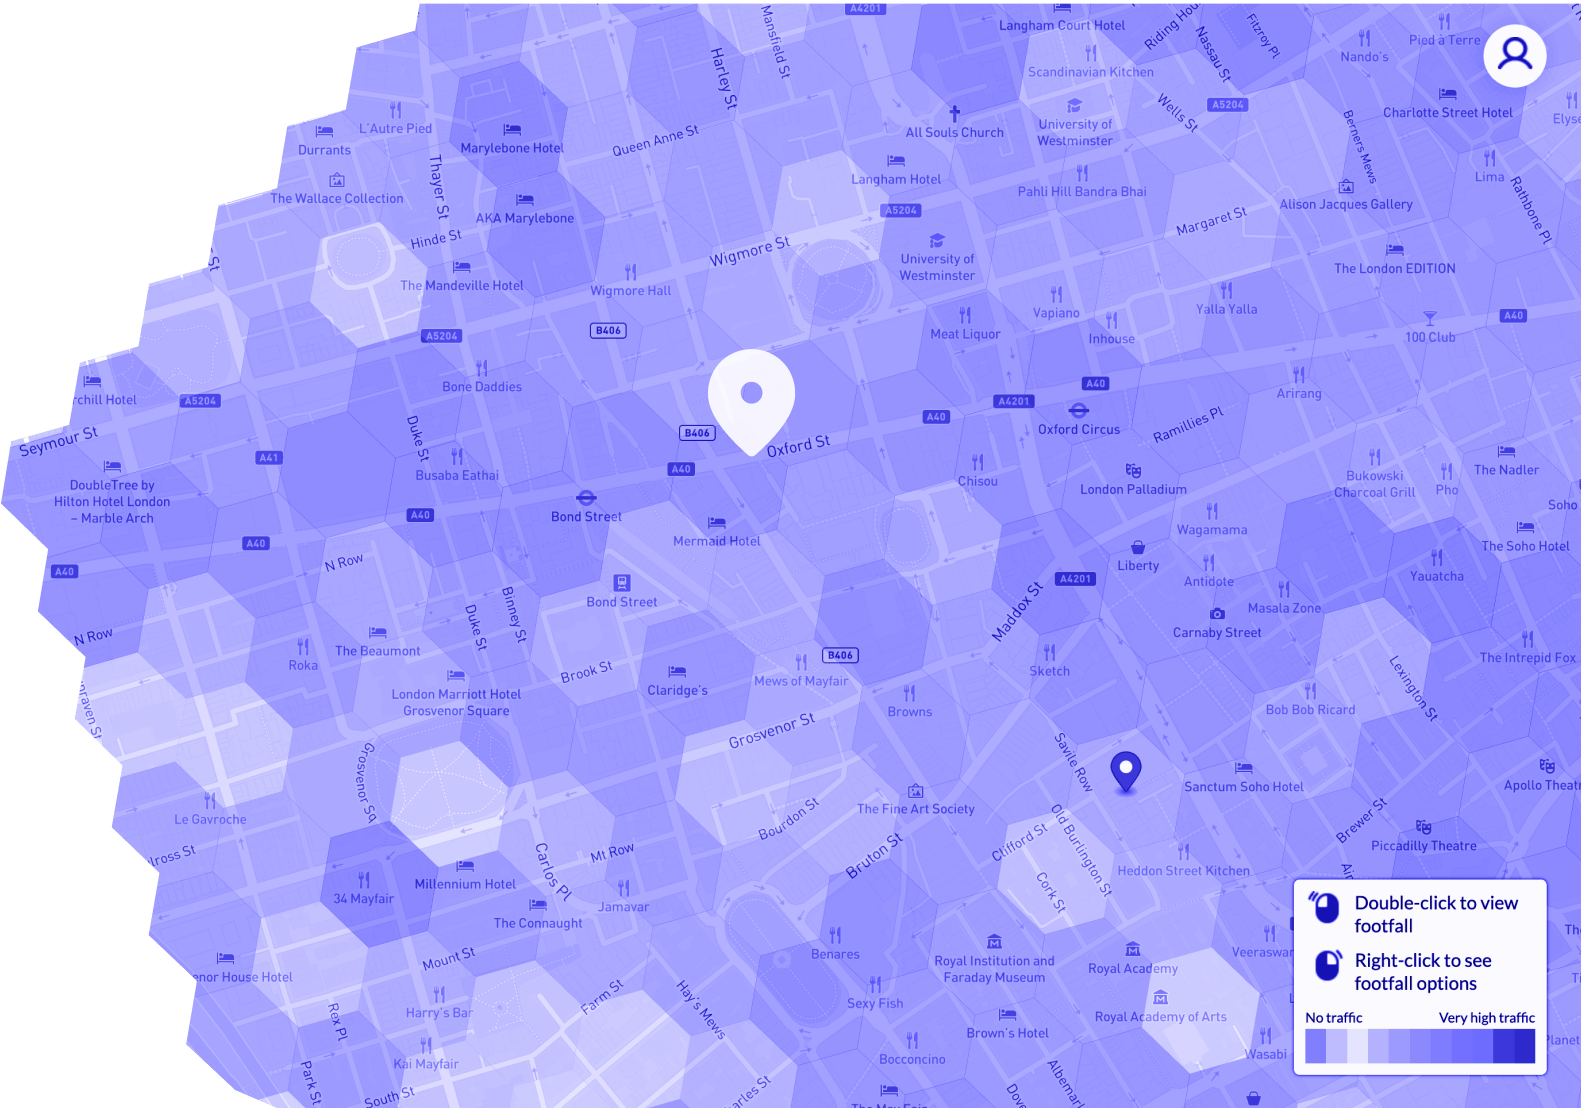 A4201
Langham Court Hotel
Mansfield St
Riding Hou
Nassau St
Fitzroy Pl
Pied à Terre
Nando's
Harley St
Scandinavian Kitchen
L'Autre Pied
Durrants
Marylebone Hotel
Queen Anne St
All Souls Church
University of
Westminster
Wells St
A5204
Charlotte Street Hotel
Elyse
Berners Mews
Thayer St
The Wallace Collection
AKA Marylebone
Langham Hotel
Pahli Hill Bandra Bhai
Lima
Rathbone Pl
Alison Jacques Gallery
A5204
Margaret St
Hinde St
Wigmore St
University of
Westminster
The London EDITION
The Mandeville Hotel
Wigmore Hall
B406
A5204
Vapiano
Inhouse
Yalla Yalla
Meat Liquor
100 Club
A40
Bone Daddies
rchill Hotel
A5204
A40
A4201
A40
Oxford Circus
Arirang
Ramillies Pl
Seymour St
Duke St
B406
Oxford St
A41
A40
Busaba Eathai
Chisou
London Palladium
Bukowski
Charcoal Grill
Pho
The Nadler
DoubleTree by
Hilton Hotel London
– Marble Arch
Bond Street
A40
Mermaid Hotel
Wagamama
Soho
The Soho Hotel
A40
A40
N Row
Liberty
A4201
Antidote
Masala Zone
Yauatcha
Bond Street
Binney St
Duke St
Maddox St
N Row
Roka
The Beaumont
Brook St
Claridge's
B406
Mews of Mayfair
Sketch
Carnaby Street
The Intrepid Fox
Lexington St
London Marriott Hotel
Grosvenor Square
Browns
Bob Bob Ricard
Grosvenor St
Grosvenor Sq
Savile Row
Le Gavroche
The Fine Art Society
Sanctum Soho Hotel
Apollo Theatr
Bourdon St
Clifford St
Old Burlington St
Brewer St
Piccadilly Theatre
lross St
Mt Row
Bruton St
Carlos Pl
Heddon Street Kitchen
Cork St
34 Mayfair
Millennium Hotel
Jamavar
The Connaught
Mount St
Benares
Royal Institution and
Faraday Museum
Royal Academy
Veeraswar
enor House Hotel
Harry's Bar
Farm St
Hay's Mews
Sexy Fish
Brown's Hotel
Royal Academy of Arts
Rex Pl
Kai Mayfair
Bocconcino
Wasabi
Park St
South St
arles St
The May Fair
Dove
Albemarl
Double-click to view
footfall
Right-click to see
footfall options
No traffic
Very high traffic
Planet